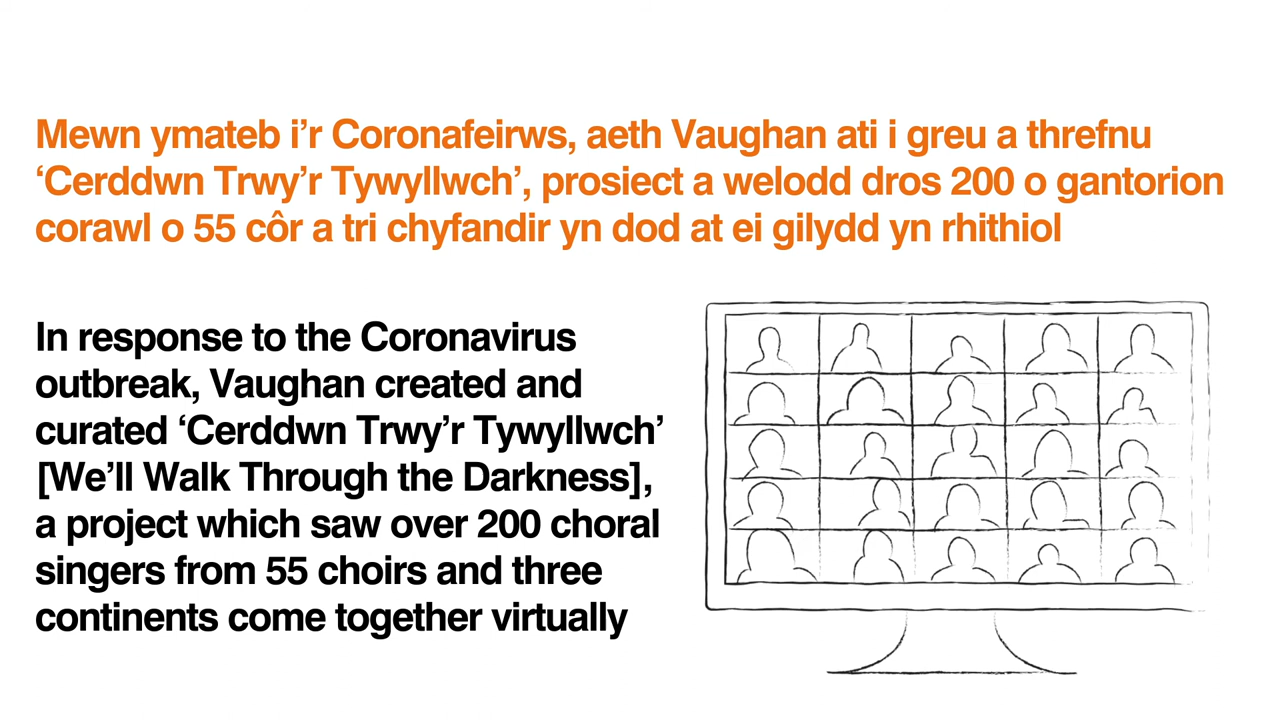 Mewn ymateb i’r Coronafeirws, aeth Vaughan ati i greu a threfnu
‘Cerddwn Trwy’r Tywyllwch’, prosiect a welodd dros 200 o gantorion
corawl o 55 côr a tri chyfandir yn dod at ei gilydd yn rhithiol
In response to the Coronavirus
outbreak, Vaughan created and
curated ‘Cerddwn Trwy’r Tywyllwch’
[We’ll Walk Through the Darkness],
a project which saw over 200 choral
singers from 55 choirs and three
continents come together virtually